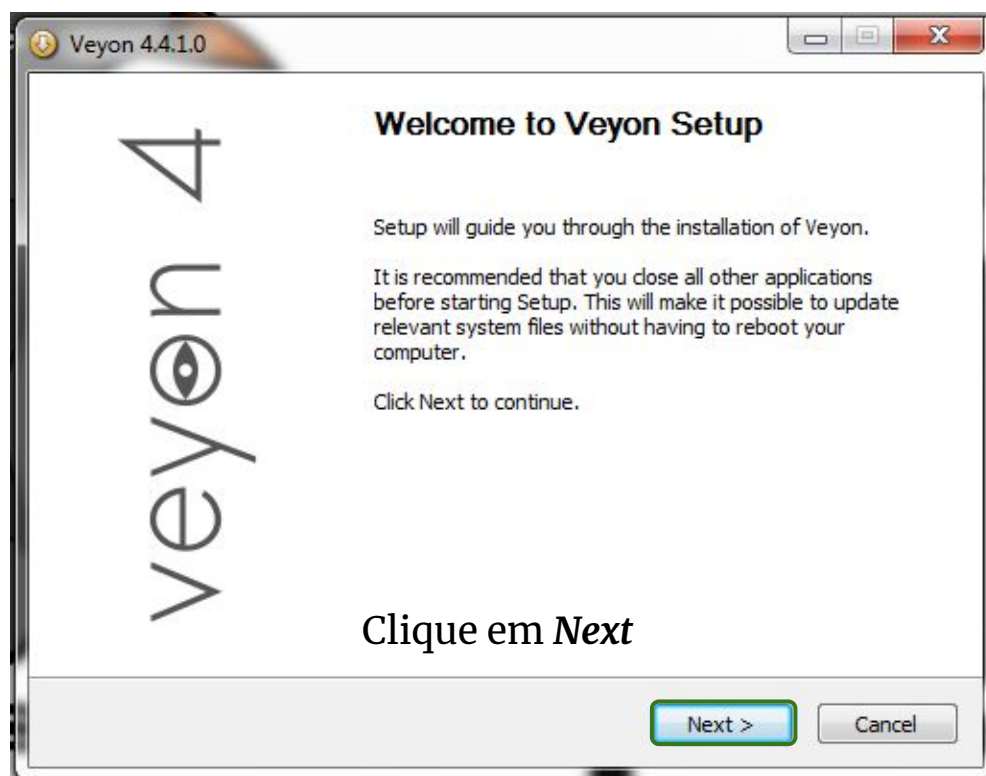 Veyon 4.4.1.0
veyon 4
Welcome to Veyon Setup
Setup will guide you through the installation of Veyon.
It is recommended that you close all other applications
before starting Setup. This will make it possible to update
relevant system files without having to reboot your
computer.
Click Next to continue.
Clique em Next
Next >
Cancel